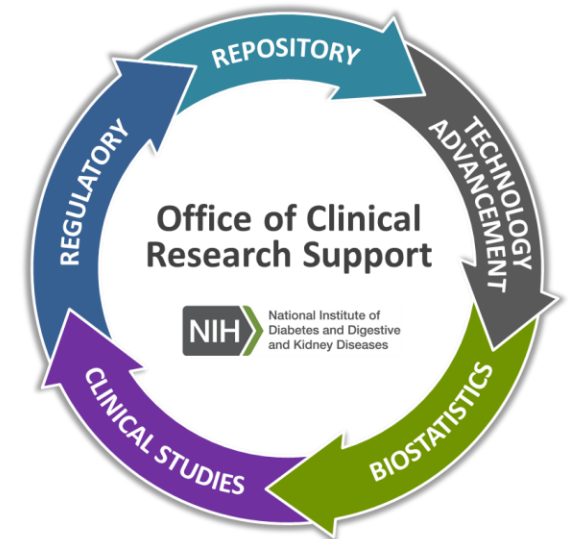 REPOSITORY
TECHNOLOGY
ADVANCEMENT
BIOSTATISTICS
CLINICAL STUDIES
REGULATORY
Office of Clinical
Research Support
NIH
National Institute of
Diabetes and Digestive
and Kidney Diseases